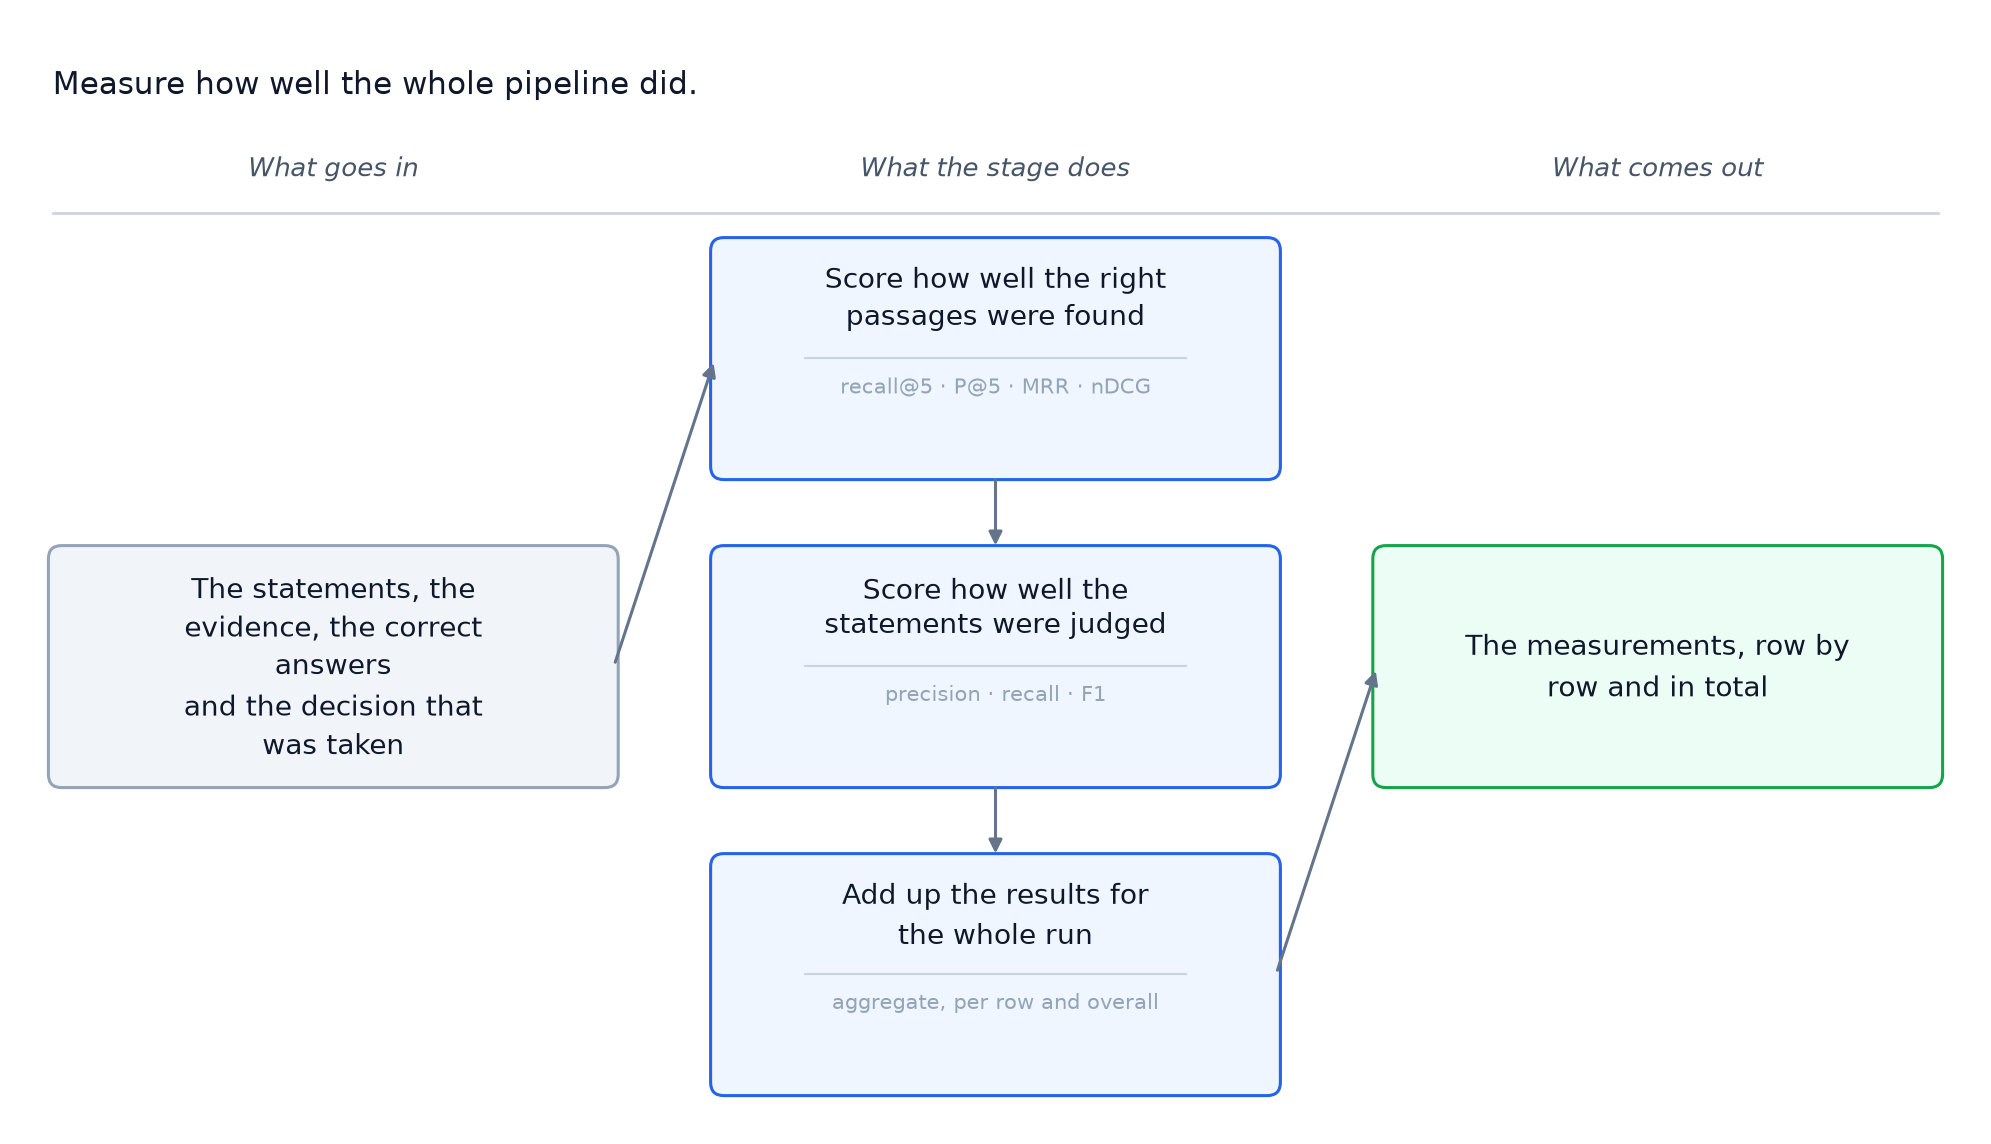 Measure how well the whole pipeline did.
What goes in
What the stage does
What comes out
Score how well the right
passages were found
recall@5 · P@5 · MRR · nDCG
The statements, the
evidence, the correct
answers
and the decision that
was taken
Score how well the
statements were judged
precision · recall · F1
The measurements, row by
row and in total
Add up the results for
the whole run
aggregate, per row and overall